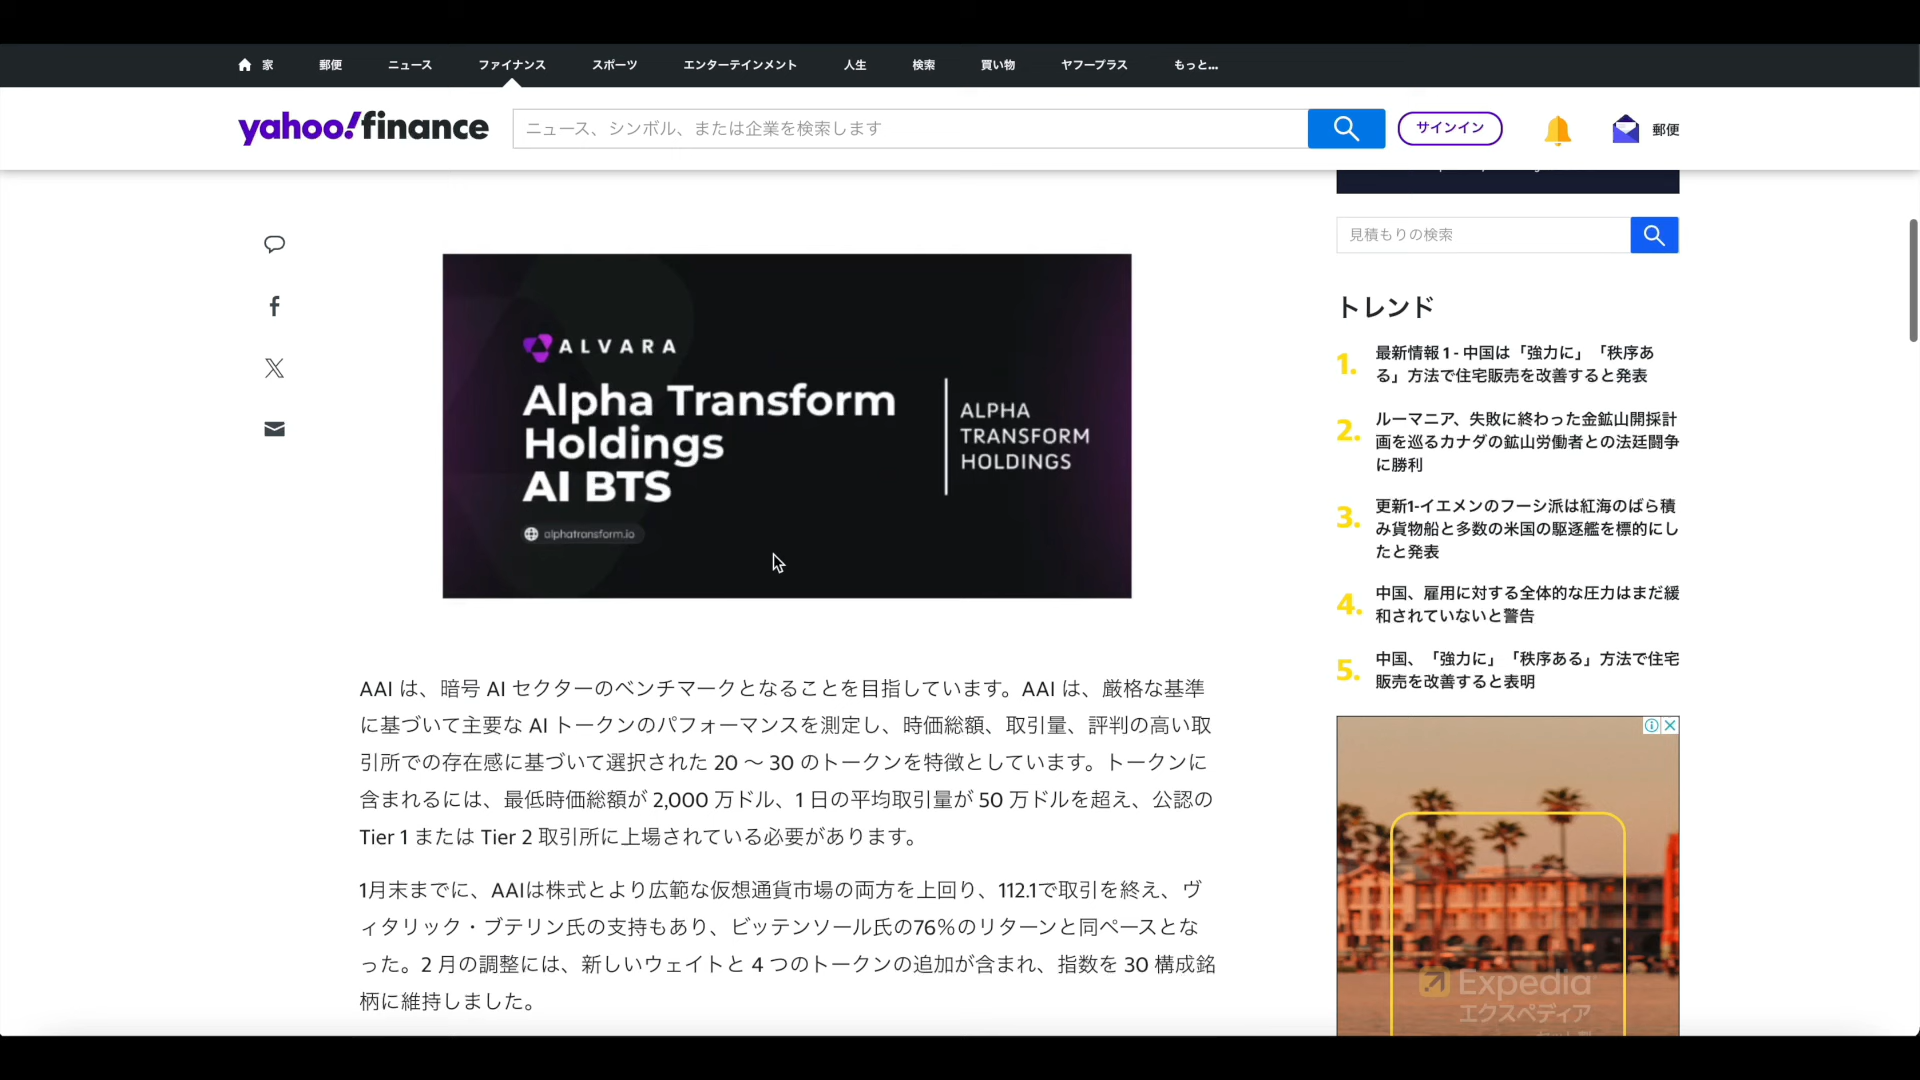 家 郵便 ニュース ファイナンス スポーツ エンターテインメント 人生 検索 買い物 ヤフープラス もっと...
yahoo!finance
ニュース、シンボル、または企業を検索します
サインイン
郵便
ALVARA
Alpha Transform
Holdings
AI BTS
alphatransform.io
ALPHA
TRANSFORM
HOLDINGS
AAI は、暗号 AI セクターのベンチマークとなることを目指しています。AAI は、厳格な基準
に基づいて主要な AI トークンのパフォーマンスを測定し、時価総額、取引量、評判の高い取
引所での存在感に基づいて選択された 20 〜 30 のトークンを特徴としています。トークンに
含まれるには、最低時価総額が 2,000 万ドル、1 日の平均取引量が 50 万ドルを超え、公認の
Tier 1 または Tier 2 取引所に上場されている必要があります。
1月末までに、AAIは株式とより広範な仮想通貨市場の両方を上回り、112.1で取引を終え、ヴ
ィタリック・ブテリン氏の支持もあり、ビッテンソール氏の76%のリターンと同ペースとな
った。2 月の調整には、新しいウェイトと 4 つのトークンの追加が含まれ、指数を 30 構成銘
柄に維持しました。
見積もりの検索
トレンド
1. 最新情報 1 - 中国は「強力に」「秩序あ
る」方法で住宅販売を改善すると発表
2. ルーマニア、失敗に終わった金鉱山開採計
画を巡るカナダの鉱山労働者との法廷闘争
に勝利
3. 更新1-イエメンのフーシ派は紅海のばら積
み貨物船と多数の米国の駆逐艦を標的にし
たと発表
4. 中国、雇用に対する全体的な圧力はまだ緩
和されていないと警告
5. 中国、「強力に」「秩序ある」方法で住宅
販売を改善すると表明
Expedia
エクスペディア